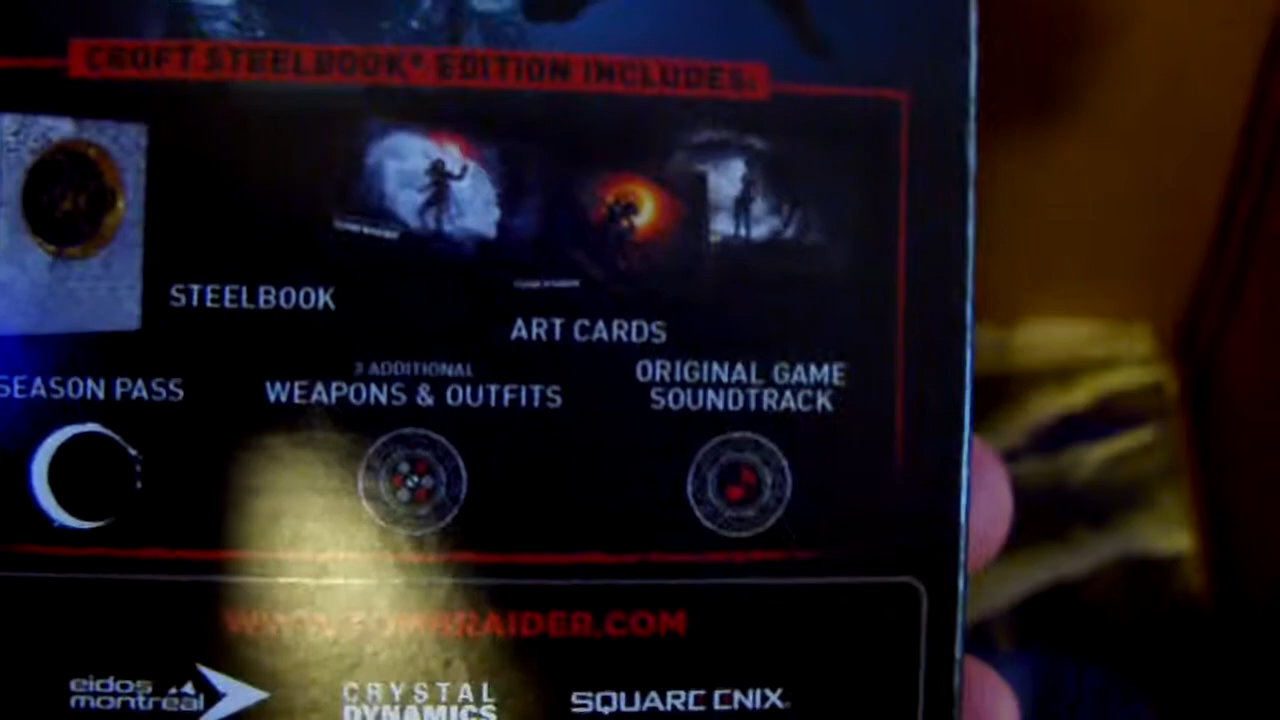 CROFT STEELBOOK® EDITION INCLUDES:
STEELBOOK
ART CARDS
SEASON PASS
3 ADDITIONAL
WEAPONS & OUTFITS
ORIGINAL GAME
SOUNDTRACK
WWW.TOMBRAIDER.COM
eidos
montréal
CRYSTAL
DYNAMICS
SQUARE ENIX